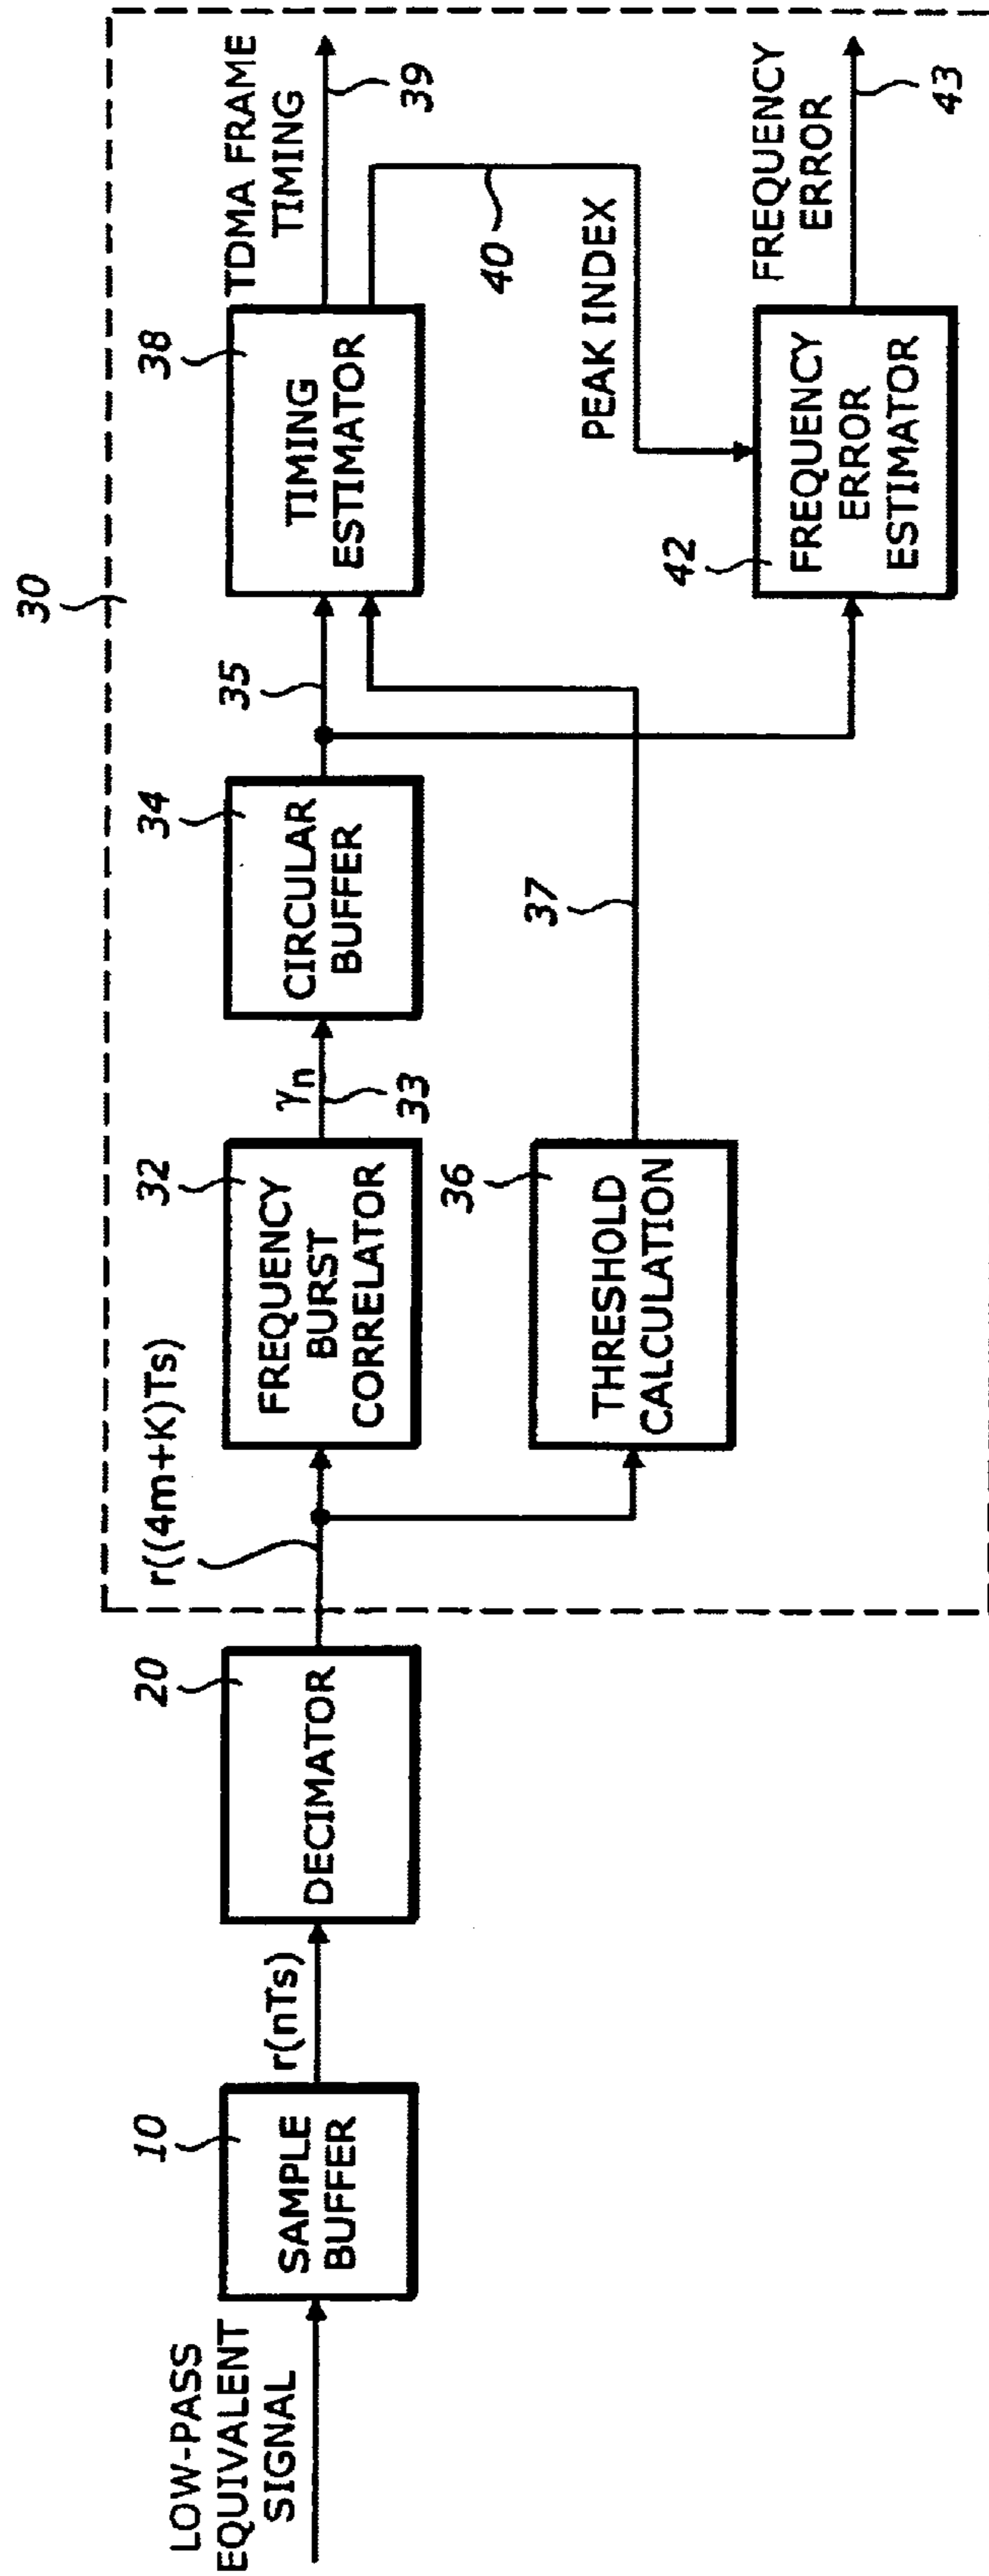 LOW-PASS
EQUIVALENT
SIGNAL
10
SAMPLE
BUFFER
r(nTs)
20
DECIMATOR
r((4m+K)Ts)
30
32
FREQUENCY
BURST
CORRELATOR
γn
33
34
CIRCULAR
BUFFER
35
36
THRESHOLD
CALCULATION
37
38
TIMING
ESTIMATOR
TDMA FRAME
TIMING
39
40
PEAK INDEX
42
FREQUENCY
ERROR
ESTIMATOR
FREQUENCY
ERROR
43